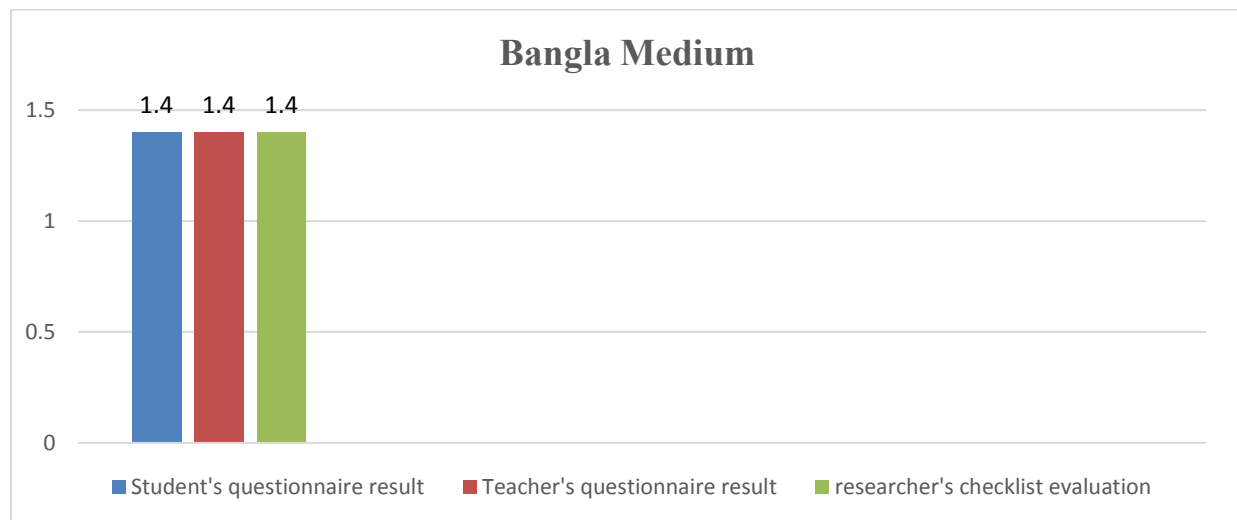 Bangla Medium
1.4 1.4 1.4
1.5
1
0.5
0
Student's questionnaire result Teacher's questionnaire result researcher's checklist evaluation